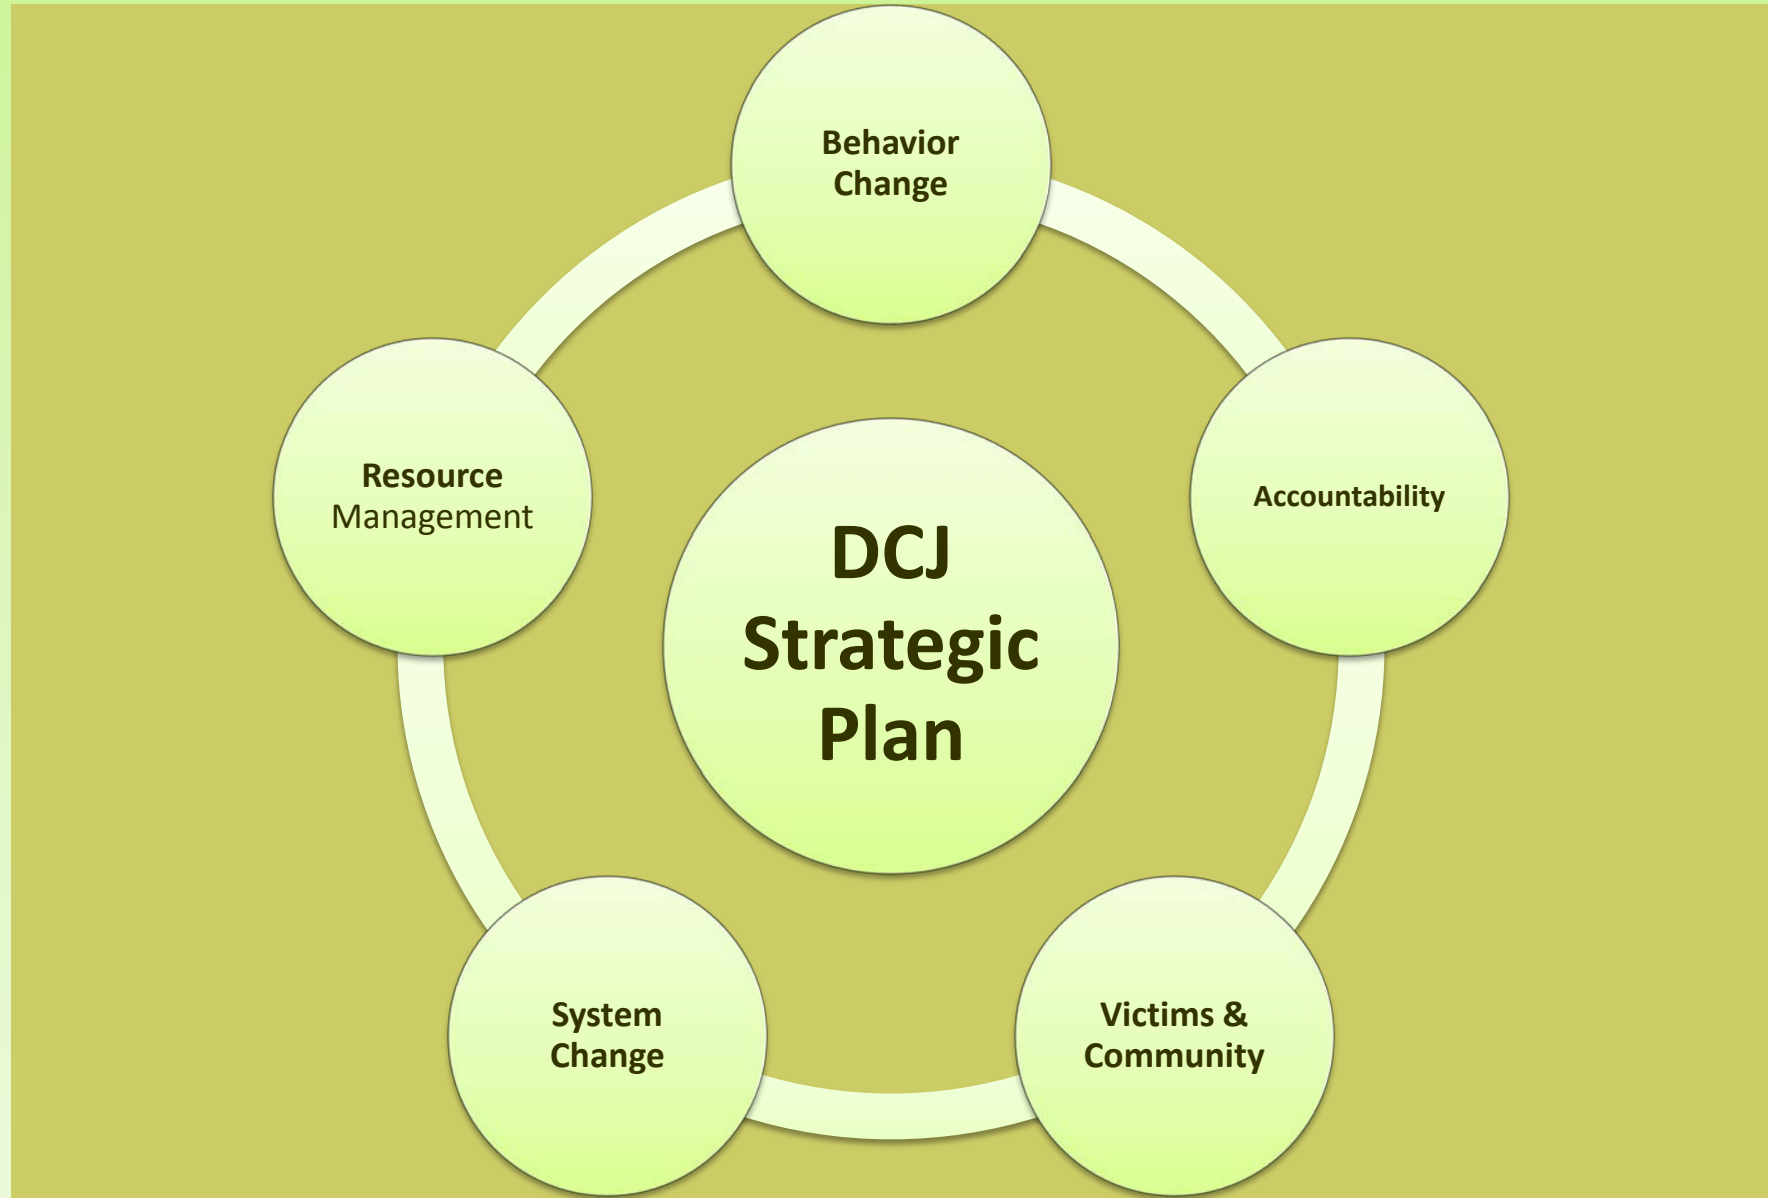 Behavior
Change
Resource
Management
Accountability
DCJ
Strategic
Plan
System
Change
Victims &
Community